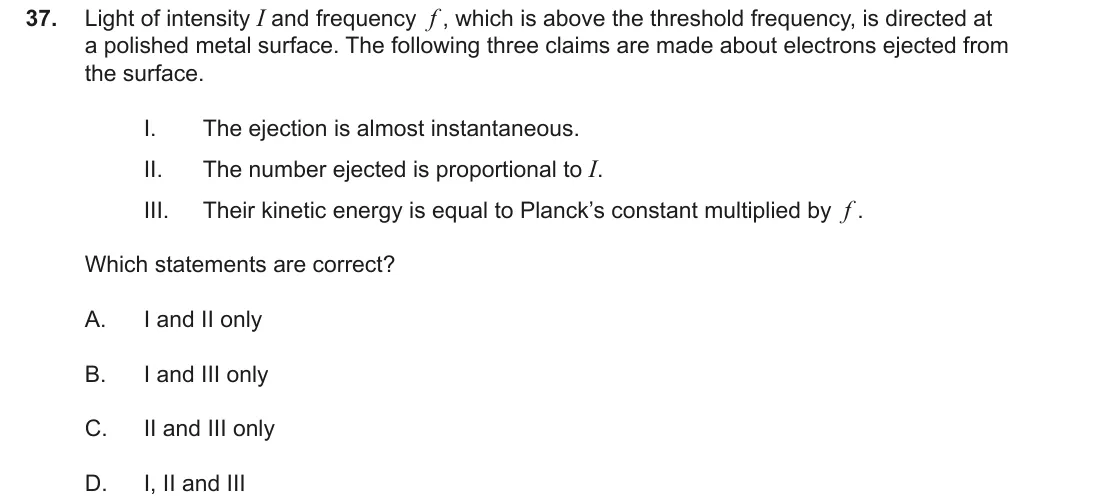 37. Light of intensity I and frequency f, which is above the threshold frequency, is directed at
a polished metal surface. The following three claims are made about electrons ejected from
the surface.
I. The ejection is almost instantaneous.
II. The number ejected is proportional to I.
III. Their kinetic energy is equal to Planck’s constant multiplied by f.
Which statements are correct?
A. I and II only
B. I and III only
C. II and III only
D. I, II and III